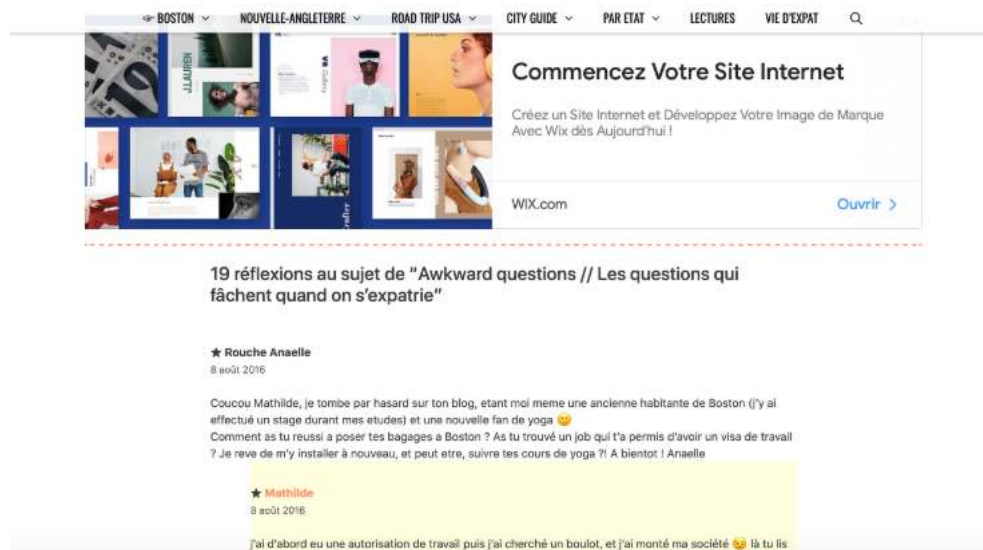 ☞ BOSTON NOUVELLE-ANGLETERRE ROAD TRIP USA CITY GUIDE PAR ETAT LECTURES VIE D'EXPAT
J.LAUREN
Commencez Votre Site Internet
Créez un Site Internet et Développez Votre Image de Marque
Avec Wix dès Aujourd'hui !
WIX.com Ouvrir >
19 réflexions au sujet de “Awkward questions // Les questions qui
fâchent quand on s’expatrie”
★ Rouche Anaelle
8 août 2016
Coucou Mathilde, je tombe par hasard sur ton blog, etant moi meme une ancienne habitante de Boston (j’y ai
effectué un stage durant mes etudes) et une nouvelle fan de yoga 🙂
Comment as tu reussi a poser tes bagages a Boston ? As tu trouvé un job qui t’a permis d’avoir un visa de travail
? Je reve de m’y installer à nouveau, et peut etre, suivre tes cours de yoga ?! A bientot ! Anaelle
★ Mathilde
8 août 2016
j’ai d’abord eu une autorisation de travail puis j’ai cherché un boulot, et j’ai monté ma société 😉 là tu lis